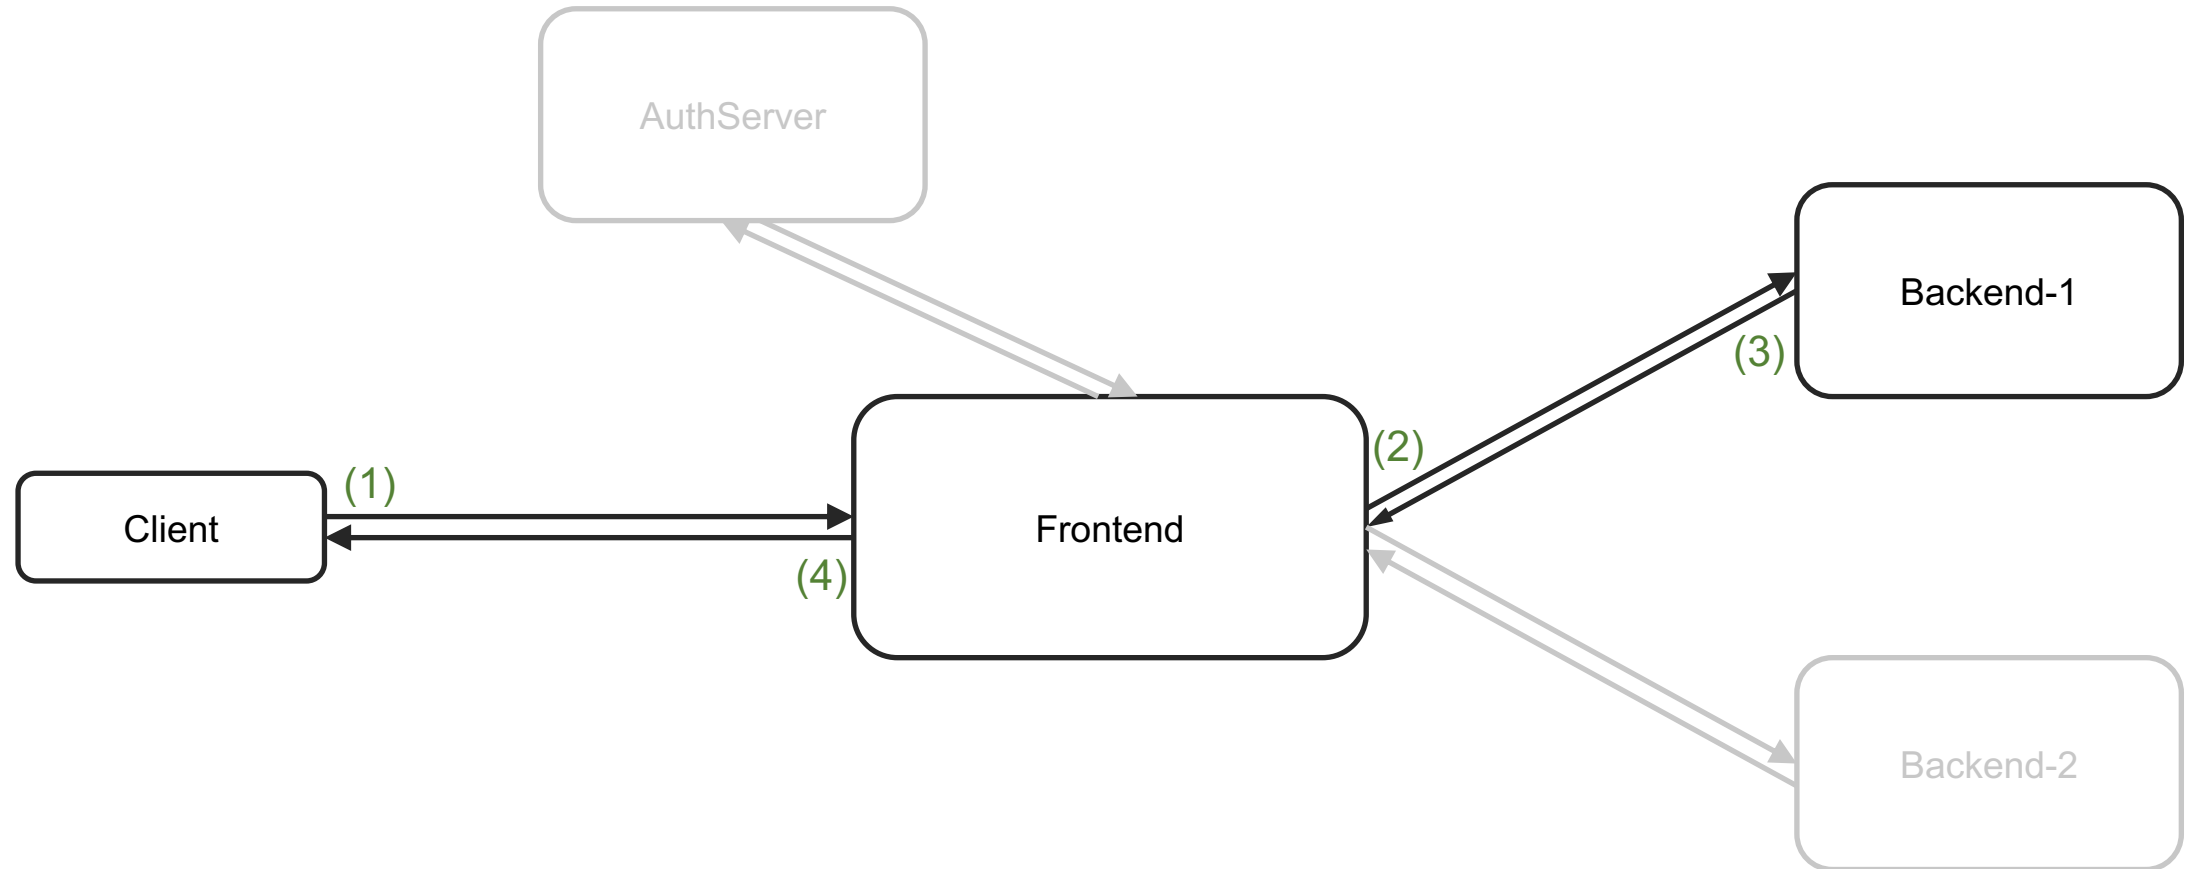 AuthServer
Backend-1
(3)
(2)
(1)
Client
Frontend
(4)
Backend-2